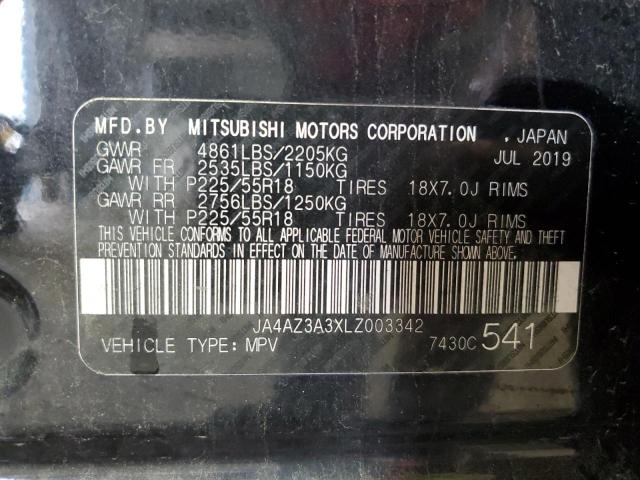 MFD.BY MITSUBISHI MOTORS CORPORATION . JAPAN
GVWR 4861LBS/2205KG JUL 2019
GAWR FR 2535LBS/1150KG
WITH P225/55R18 TIRES 18X7.0J RIMS
GAWR RR 2756LBS/1250KG
WITH P225/55R18 TIRES 18X7.0J RIMS
THIS VEHICLE CONFORMS TO ALL APPLICABLE FEDERAL MOTOR VEHICLE SAFETY AND THEFT
PREVENTION STANDARDS IN EFFECT ON THE DATE OF MANUFACTURE SHOWN ABOVE.
JA4AZ3A3XLZ003342
VEHICLE TYPE: MPV 7430C 541